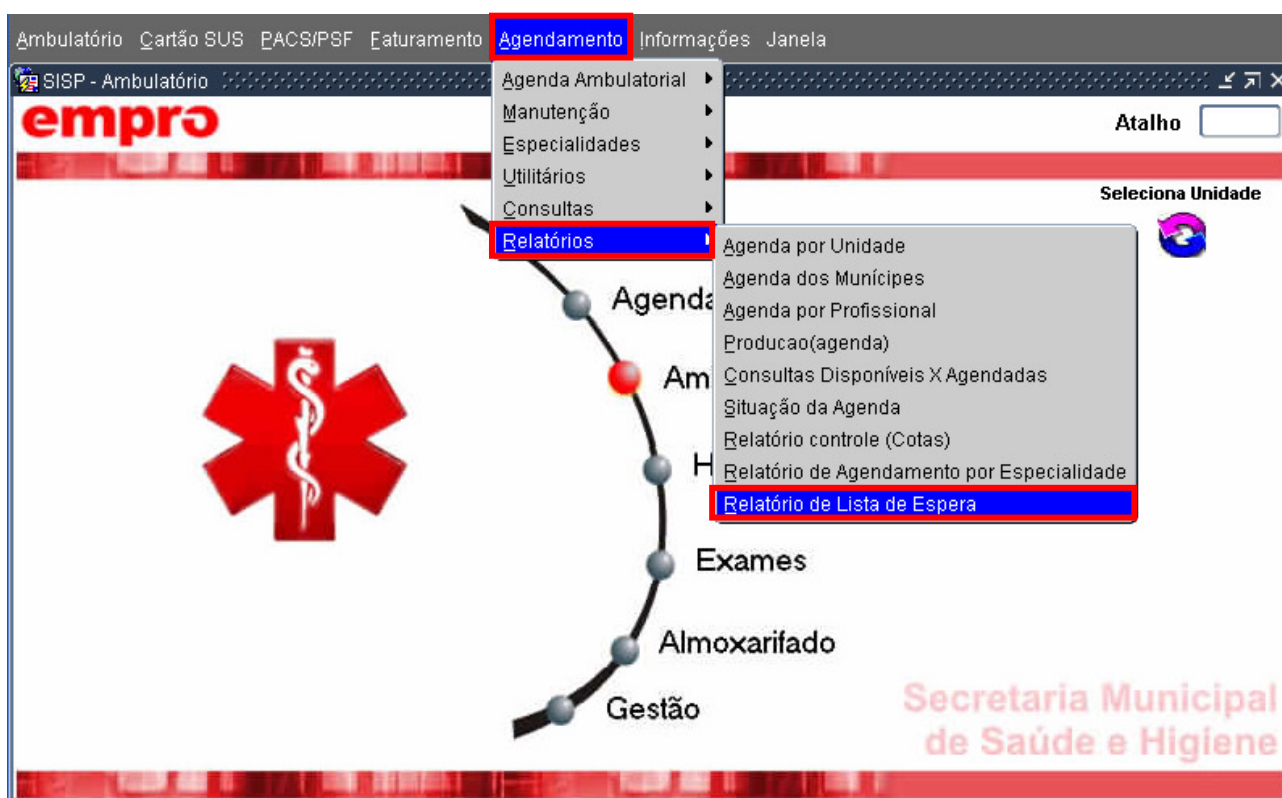 Ambulatório Cartão SUS PACS/PSF Faturamento Agendamento Informações Janela
SISP - Ambulatório
empro
Atalho
Seleciona Unidade
Agenda Ambulatorial
Manutenção
Especialidades
Utilitários
Consultas
Relatórios
Agenda por Unidade
Agenda dos Munícipes
Agenda por Profissional
Producao(agenda)
Consultas Disponíveis X Agendadas
Situação da Agenda
Relatório controle (Cotas)
Relatório de Agendamento por Especialidade
Relatório de Lista de Espera
Agenda
Am
H
Exames
Almoxarifado
Gestão
Secretaria Municipal
de Saúde e Higiene